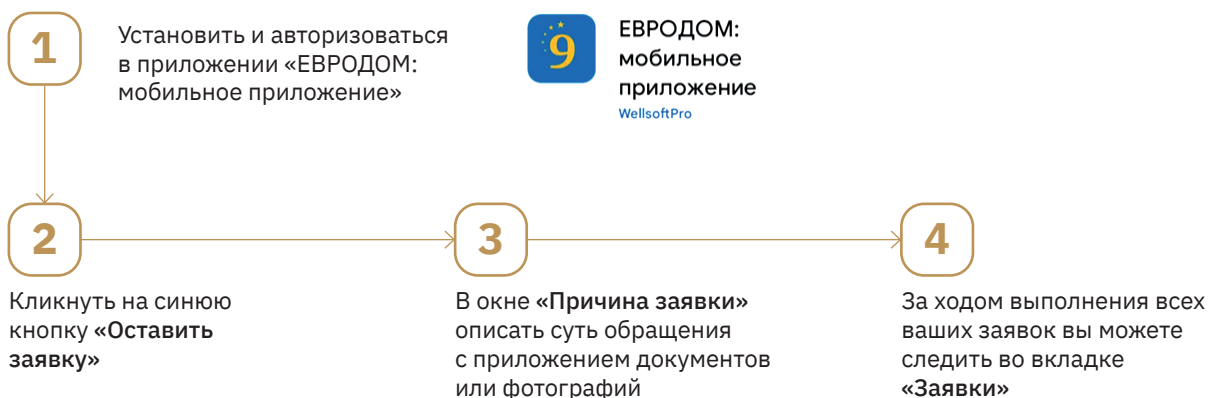 1
Установить и авторизоваться
в приложении «ЕВРОДОМ:
мобильное приложение»
9
ЕВРОДОМ:
мобильное
приложение
WellsoftPro
2
Кликнуть на синюю
кнопку «Оставить
заявку»
3
В окне «Причина заявки»
описать суть обращения
с приложением документов
или фотографий
4
За ходом выполнения всех
ваших заявок вы можете
следить во вкладке
«Заявки»